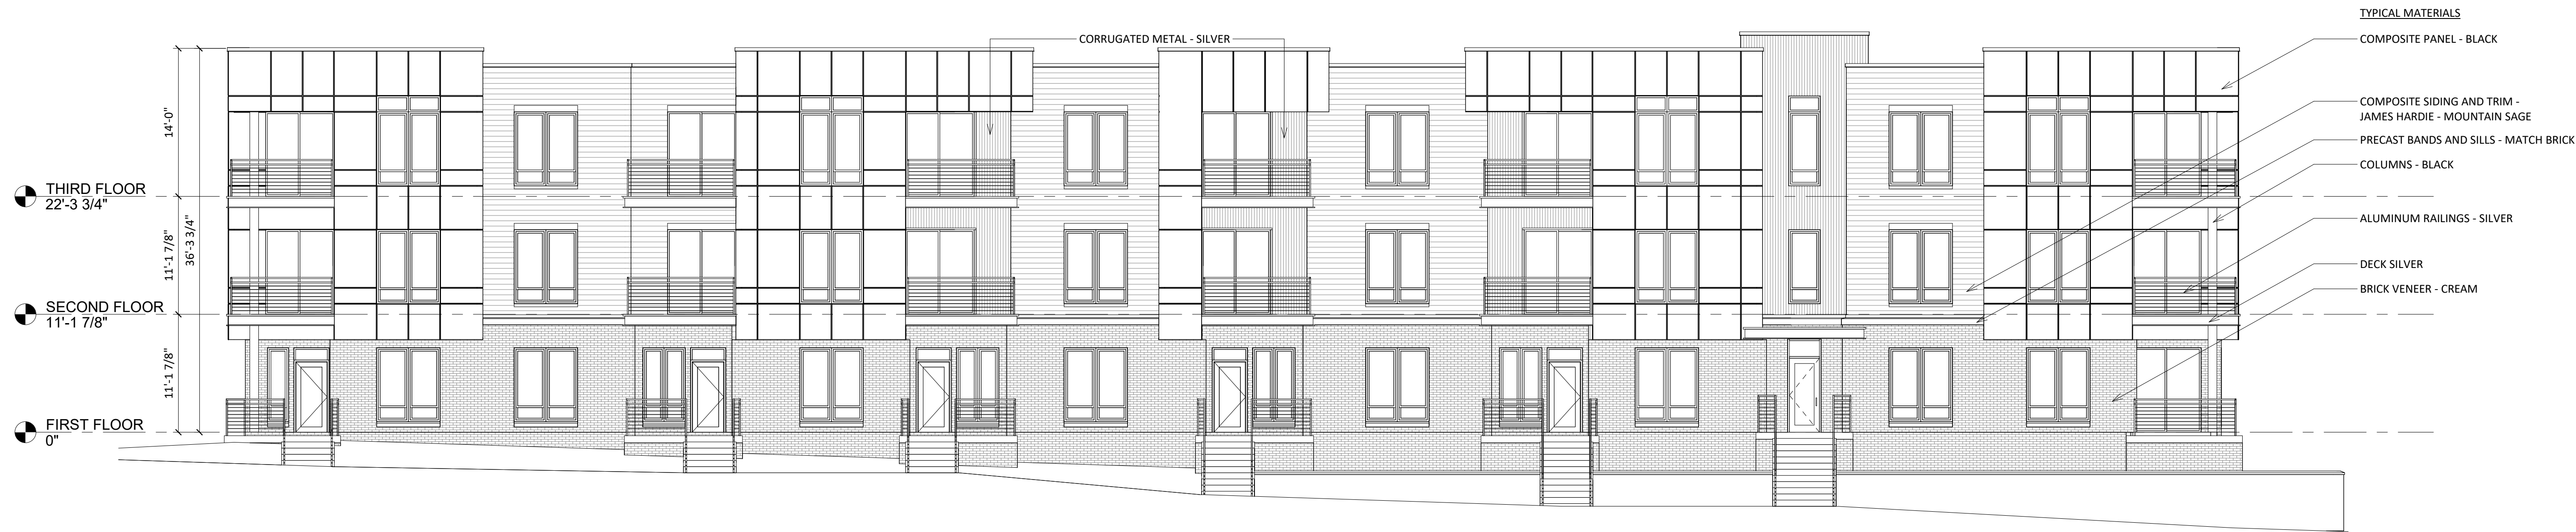 TYPICAL MATERIALS
CORRUGATED METAL - SILVER
COMPOSITE PANEL - BLACK
COMPOSITE SIDING AND TRIM -
JAMES HARDIE - MOUNTAIN SAGE
PRECAST BANDS AND SILLS - MATCH BRICK
COLUMNS - BLACK
ALUMINUM RAILINGS - SILVER
DECK SILVER
BRICK VENEER - CREAM
14'-0"
THIRD FLOOR
22'-3 3/4"
11'-1 7/8"
36'-3 3/4"
SECOND FLOOR
11'-1 7/8"
11'-1 7/8"
FIRST FLOOR
0"